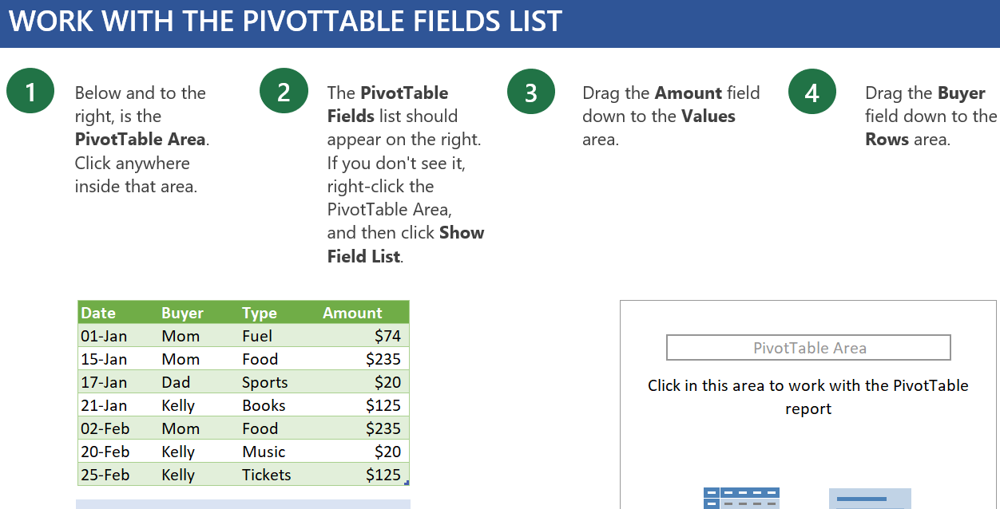 WORK WITH THE PIVOTTABLE FIELDS LIST
1
Below and to the
right, is the
PivotTable Area.
Click anywhere
inside that area.
2
The PivotTable
Fields list should
appear on the right.
If you don't see it,
right-click the
PivotTable Area,
and then click Show
Field List.
3
Drag the Amount field
down to the Values
area.
4
Drag the Buyer
field down to the
Rows area.
Date Buyer Type Amount
01-Jan Mom Fuel $74
15-Jan Mom Food $235
17-Jan Dad Sports $20
21-Jan Kelly Books $125
02-Feb Mom Food $235
20-Feb Kelly Music $20
25-Feb Kelly Tickets $125
PivotTable Area
Click in this area to work with the PivotTable
report